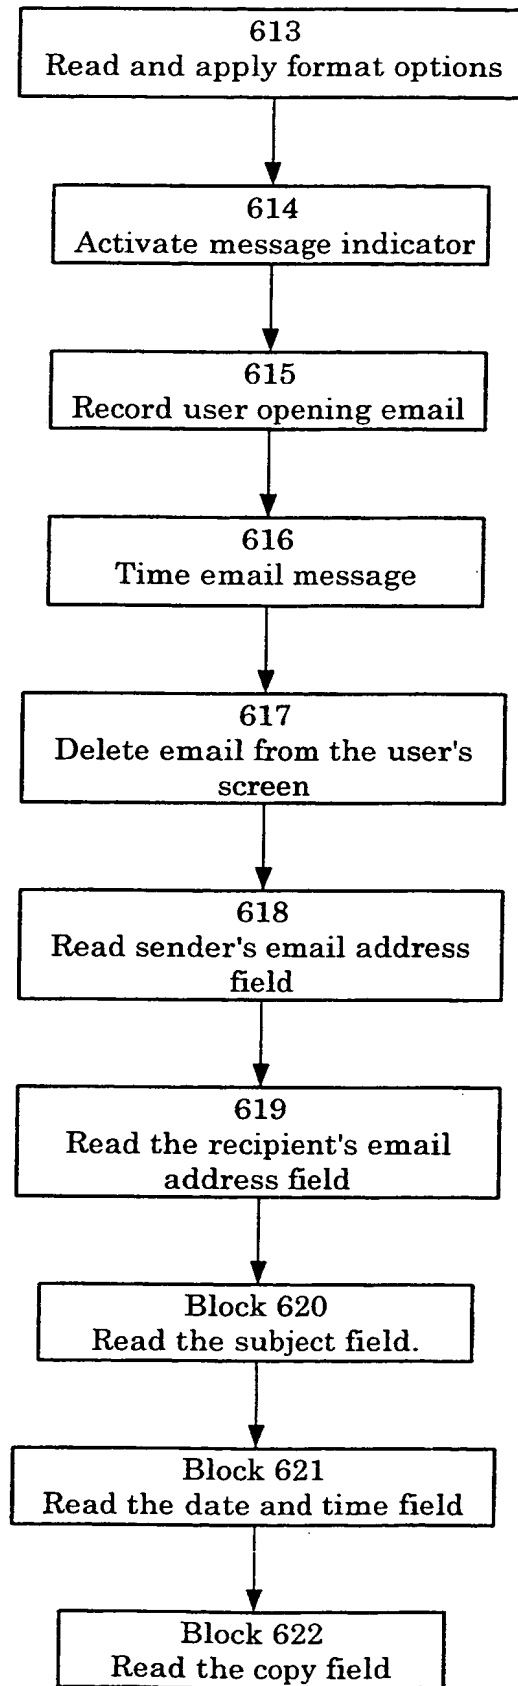 613
Read and apply format options
614
Activate message indicator
615
Record user opening email
616
Time email message
617
Delete email from the user's
screen
618
Read sender's email address
field
619
Read the recipient's email
address field
Block 620
Read the subject field.
Block 621
Read the date and time field
Block 622
Read the copy field